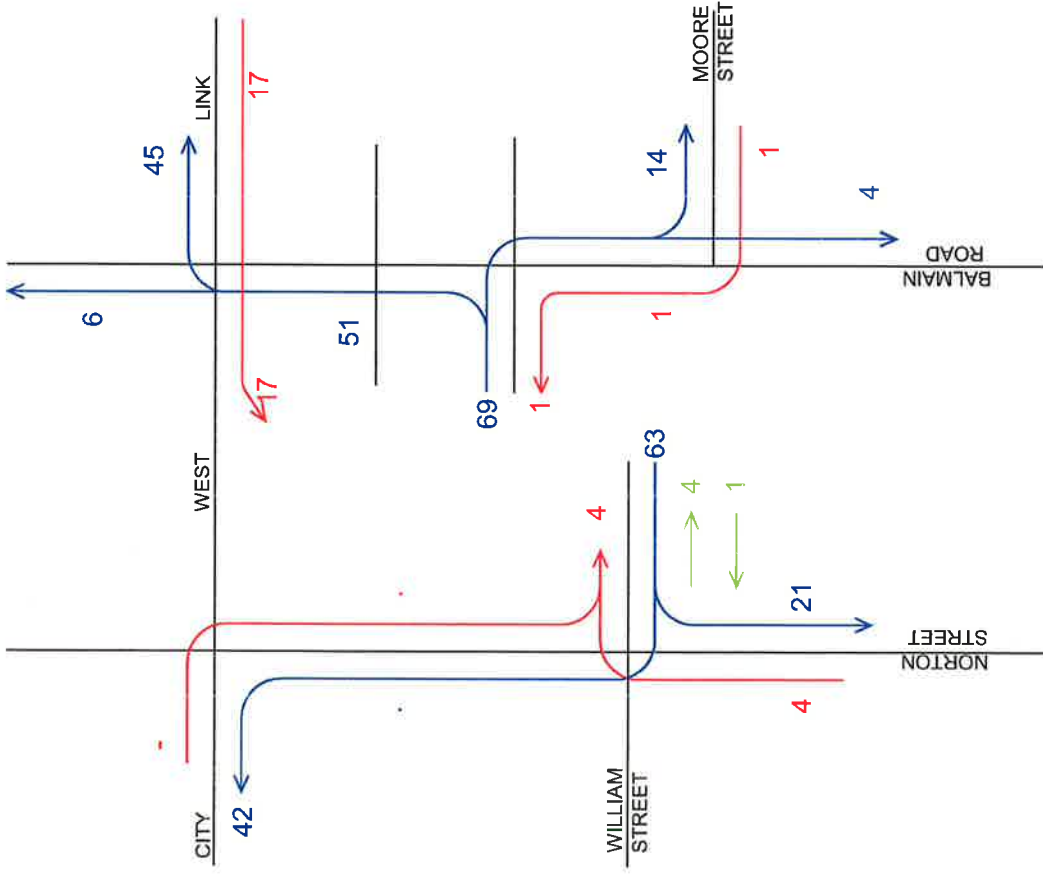 LINK
17
45
6
51
17
WEST
CITY
-
42
MOORE
STREET
1
14
4
BALMAIN
ROAD
1
69
1
63
4
4
1
21
NORTON
STREET
4
WILLIAM
STREET